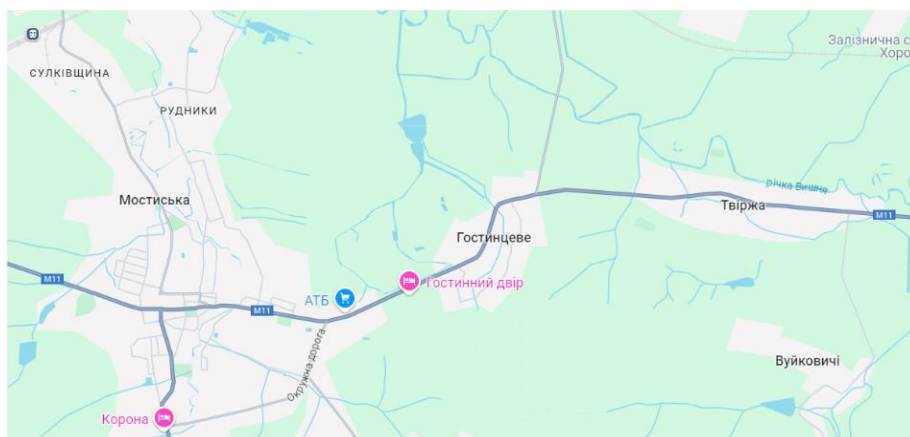 Залізнична с
Хоро
СУЛКІВЩИНА
РУДНИКИ
річка Вишня
Мостиська
Твіржа
M11
Гостинцеве
M11
Гостинний двір
АТБ
M11
Окружна дорога
Вуйковичі
Корона